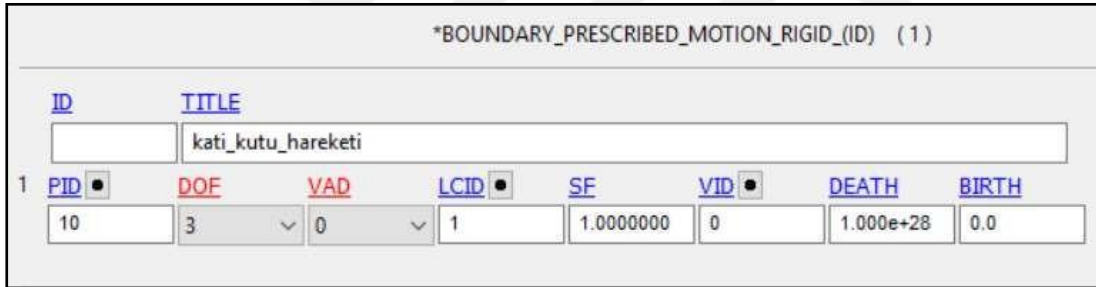 *BOUNDARY_PRESCRIBED_MOTION_RIGID_(ID) (1)
ID TITLE
kati_kutu_hareketi
1 PID DOF VAD LCID SF VID DEATH BIRTH
10 3 0 1 1.0000000 0 1.000e+28 0.0